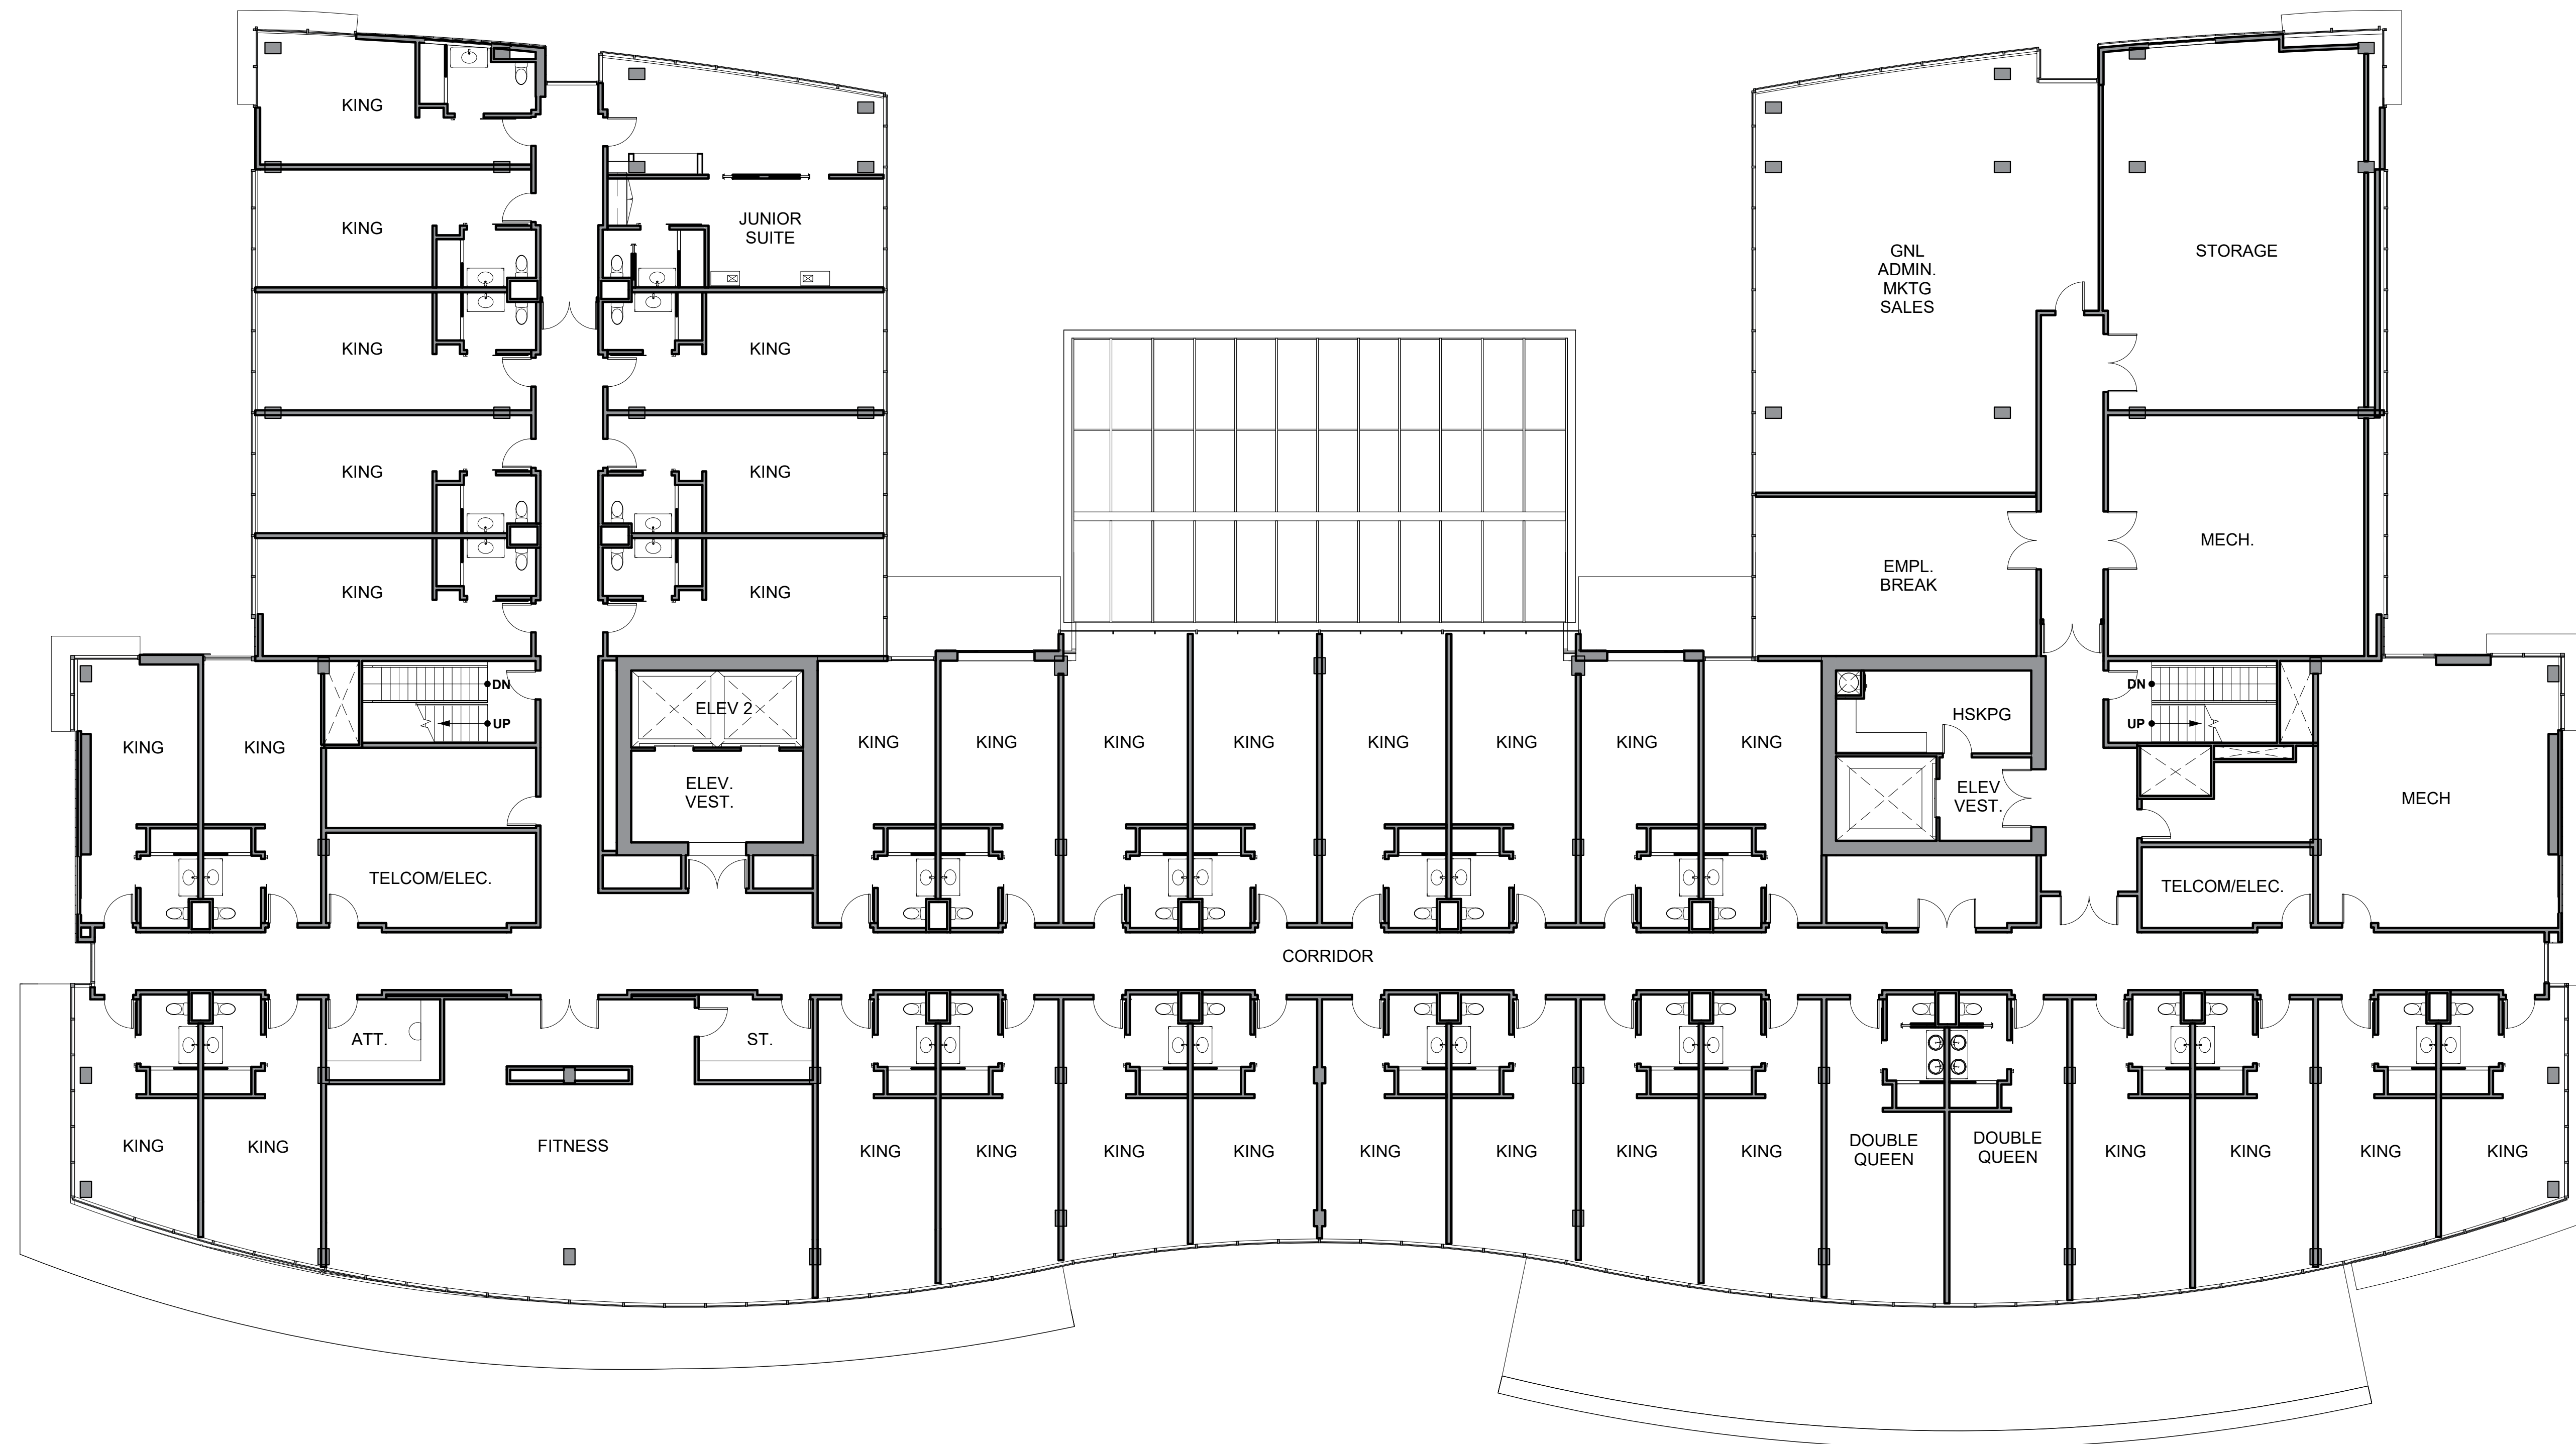 KING
KING
JUNIOR
SUITE
GNL
ADMIN.
MKTG
SALES
STORAGE
KING
KING
KING
KING
MECH.
KING
KING
EMPL.
BREAK
DN
UP
ELEV 2
DN
UP
HSKPG
KING
KING
KING
KING
KING
KING
KING
KING
KING
KING
ELEV.
VEST.
ELEV
VEST.
MECH
TELCOM/ELEC.
TELCOM/ELEC.
CORRIDOR
ATT.
ST.
KING
KING
FITNESS
KING
KING
KING
KING
KING
KING
KING
KING
DOUBLE
QUEEN
DOUBLE
QUEEN
KING
KING
KING
KING